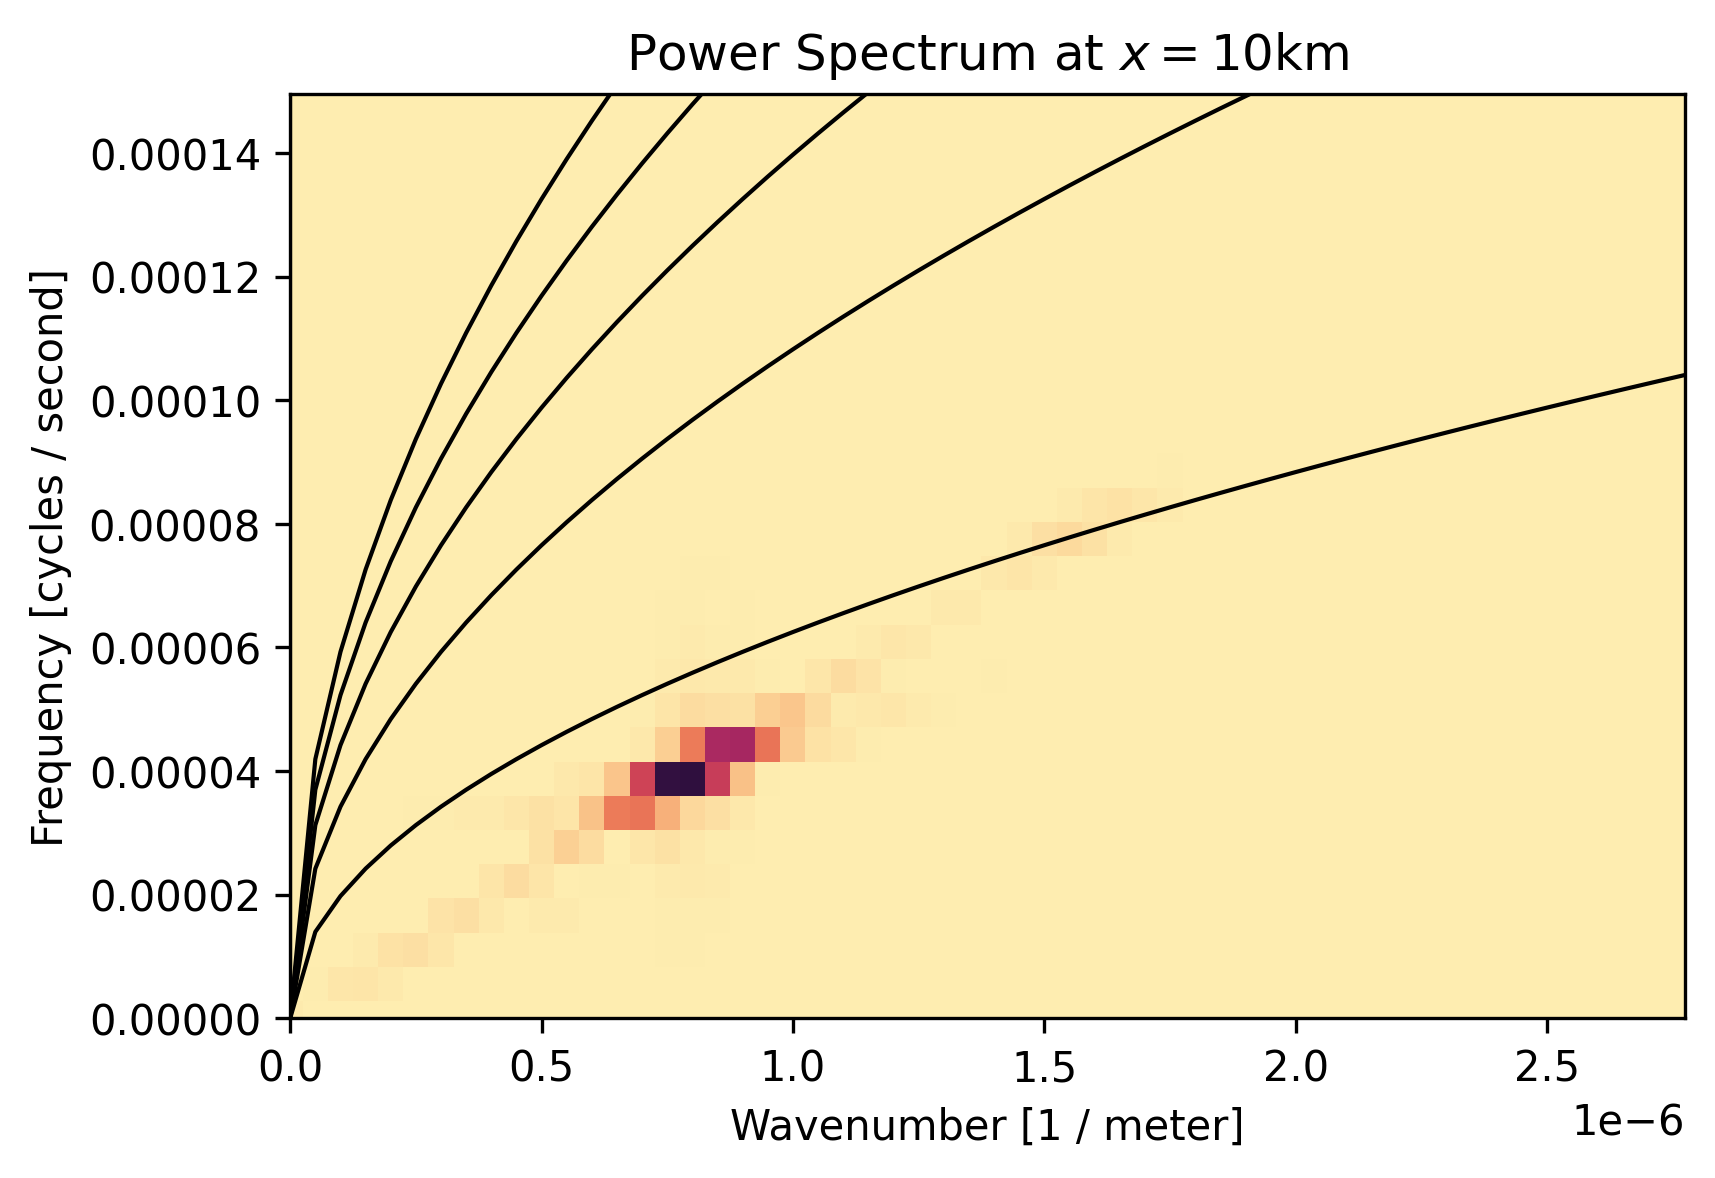 Power Spectrum at x = 10km
Frequency [cycles / second]
0.00014
0.00012
0.00010
0.00008
0.00006
0.00004
0.00002
0.00000
0.0 0.5 1.0 1.5 2.0 2.5
Wavenumber [1 / meter]
1e−6